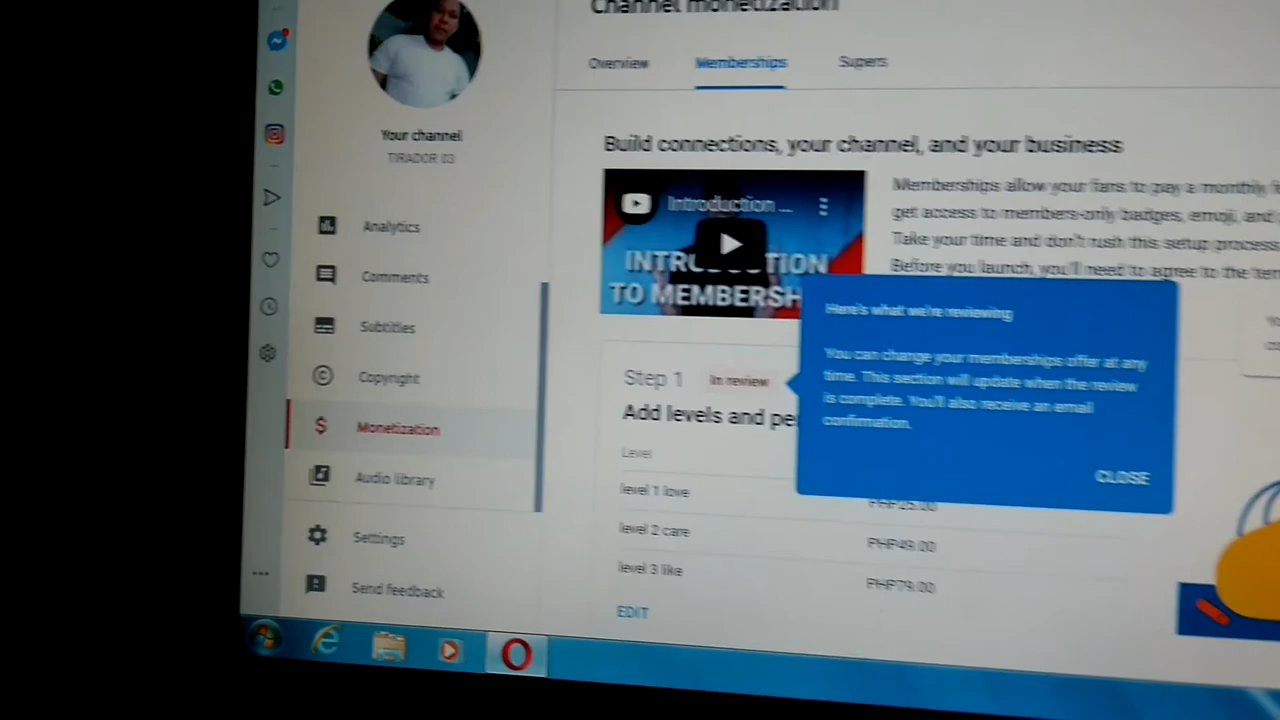 Channel monetization
Overview
Memberships
Supers
Your channel
TIRADOR 03
Build connections, your channel, and your business
Introduction ...
INTRODUCTION
TO MEMBERSH
Memberships allow your fans to pay a monthly
get access to members-only badges, emoji, and
Take your time and don't rush this setup process
Before you launch, you'll need to agree to the
Analytics
Comments
Subtitles
Copyright
Monetization
Audio library
Settings
Send feedback
Here's what we're reviewing
You can change your memberships offer at any
time. This section will update when the review
is complete. You'll also receive an email
confirmation.
CLOSE
Step 1
In review
Add levels and
Level
level 1 love
PHP25.00
level 2 care
PHP49.00
level 3 like
PHP79.00
EDIT